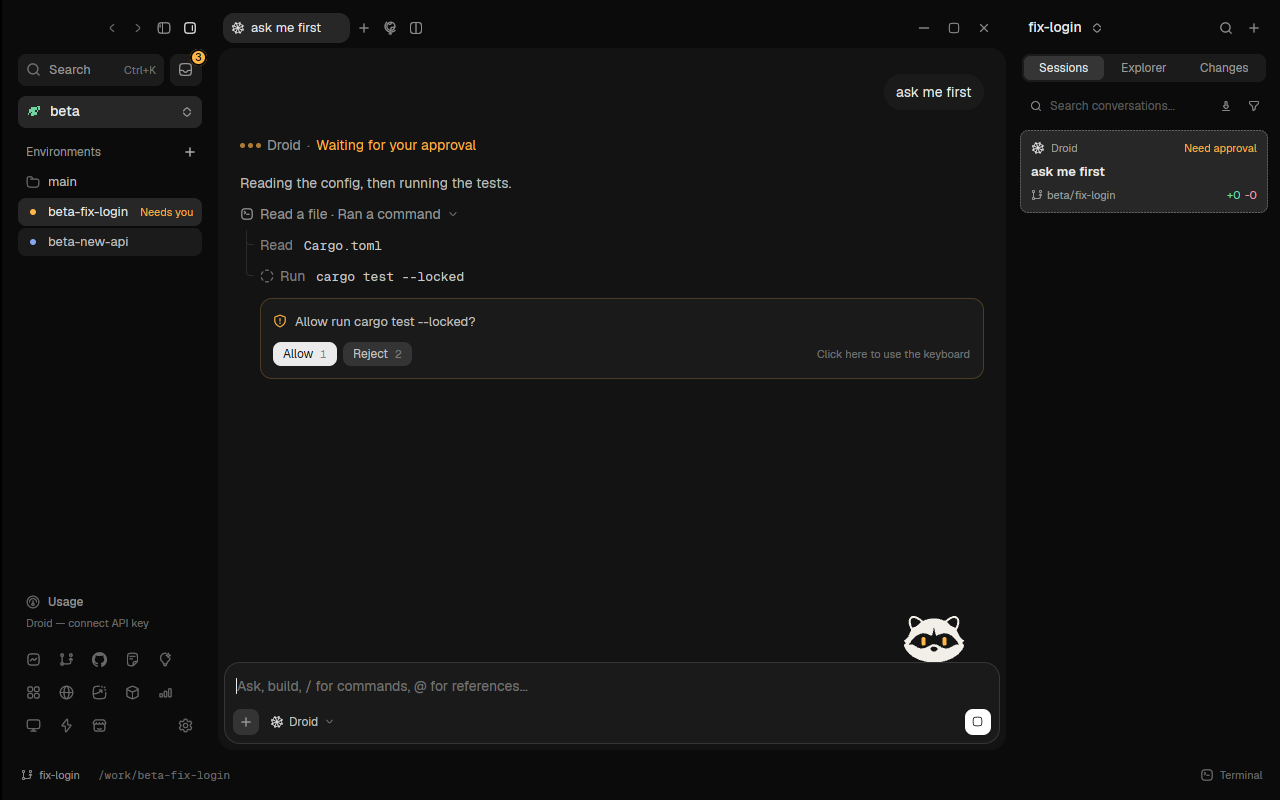 ask me first
Search Ctrl+K
3
beta
Environments
main
beta-fix-login Needs you
beta-new-api
Usage
Droid — connect API key
fix-login /work/beta-fix-login
ask me first
Droid · Waiting for your approval
Reading the config, then running the tests.
Read a file · Ran a command
Read Cargo.toml
Run cargo test --locked
Allow run cargo test --locked?
Allow 1 Reject 2 Click here to use the keyboard
Ask, build, / for commands, @ for references...
Droid
fix-login
Sessions Explorer Changes
Search conversations...
Droid Need approval
ask me first
beta/fix-login +0 -0
Terminal